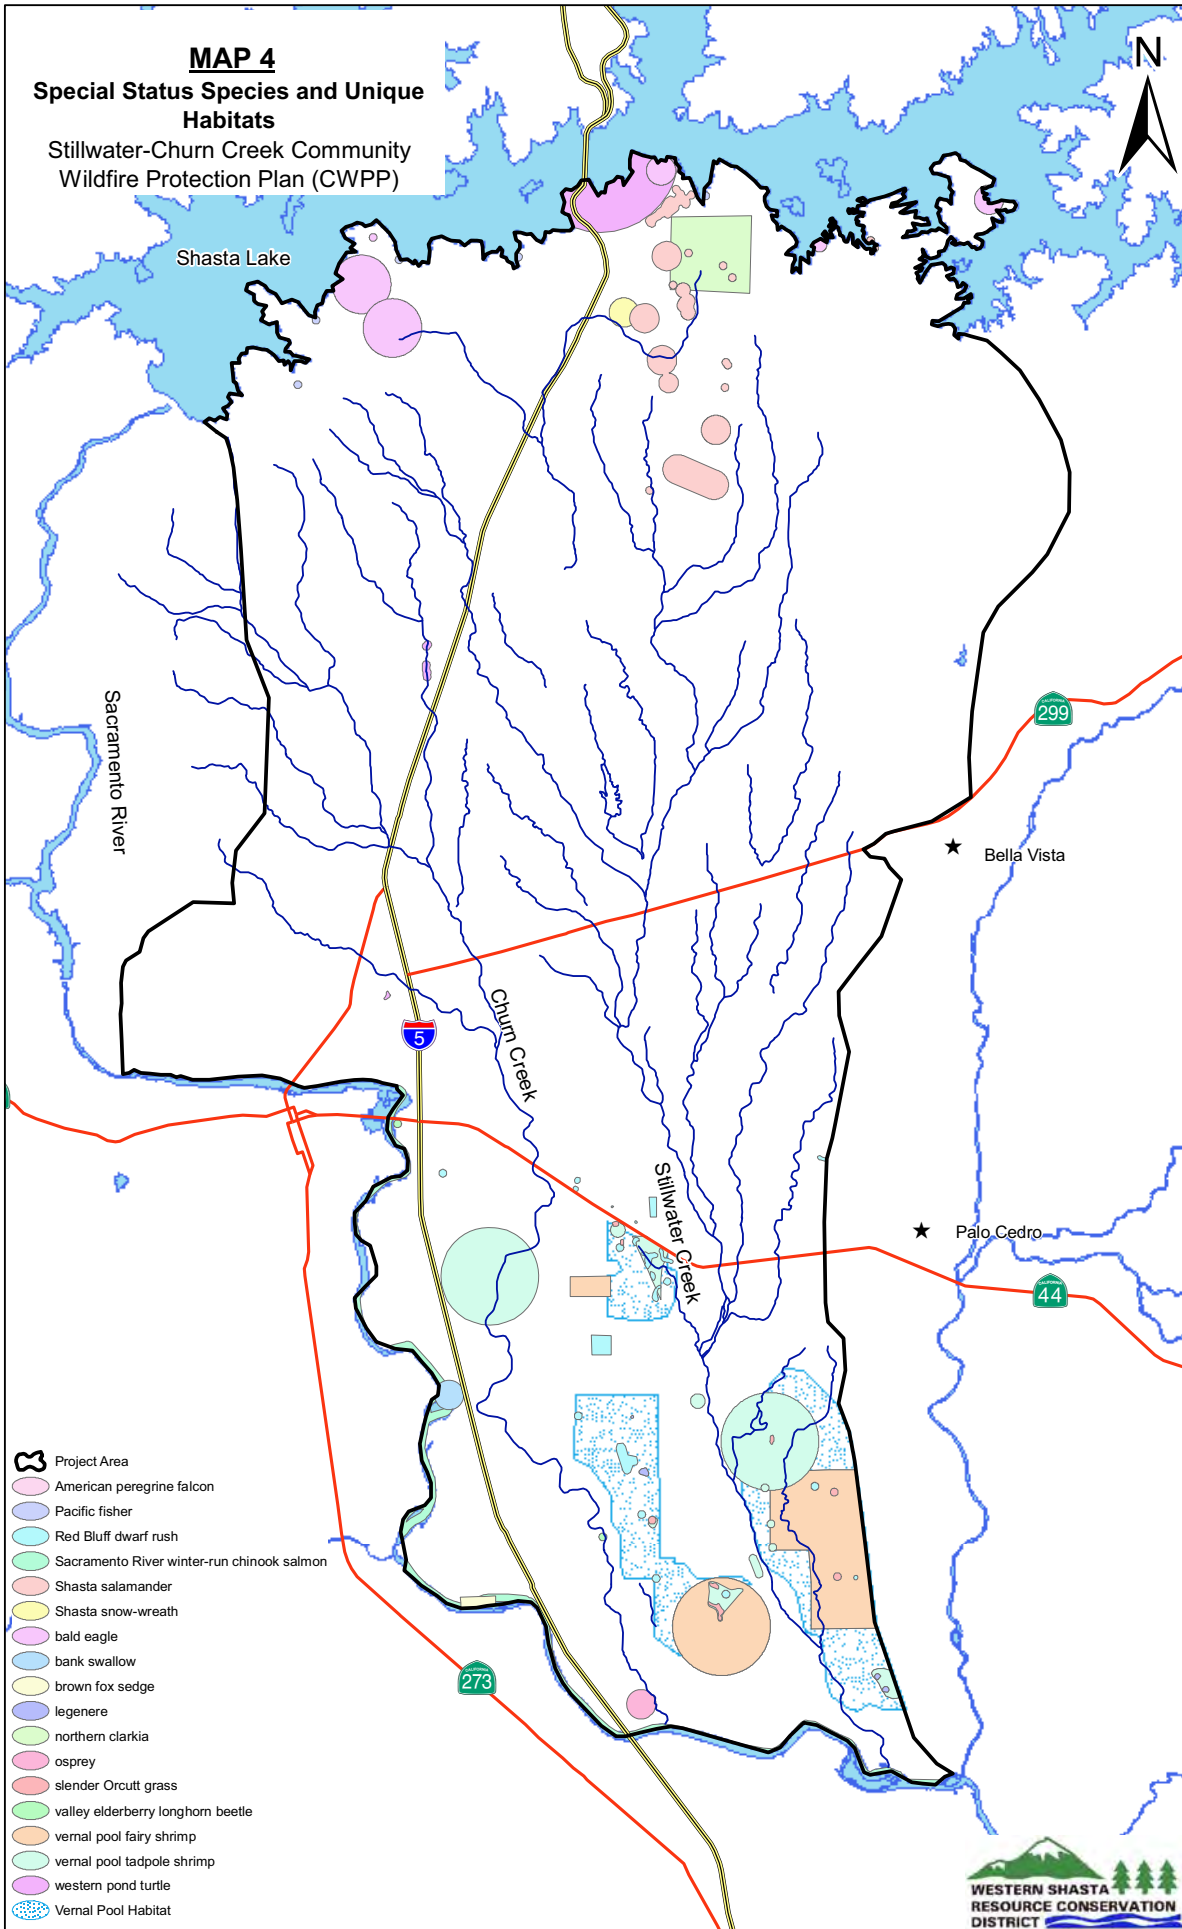 MAP 4
Special Status Species and Unique
Habitats
Stillwater-Churn Creek Community
Wildfire Protection Plan (CWPP)
N
Shasta Lake
Sacramento River
CALIFORNIA
299
Bella Vista
5
Churn Creek
Stillwater Creek
Palo Cedro
CALIFORNIA
44
CALIFORNIA
273
Project Area
American peregrine falcon
Pacific fisher
Red Bluff dwarf rush
Sacramento River winter-run chinook salmon
Shasta salamander
Shasta snow-wreath
bald eagle
bank swallow
brown fox sedge
legenere
northern clarkia
osprey
slender Orcutt grass
valley elderberry longhorn beetle
vernal pool fairy shrimp
vernal pool tadpole shrimp
western pond turtle
Vernal Pool Habitat
WESTERN SHASTA
RESOURCE CONSERVATION
DISTRICT